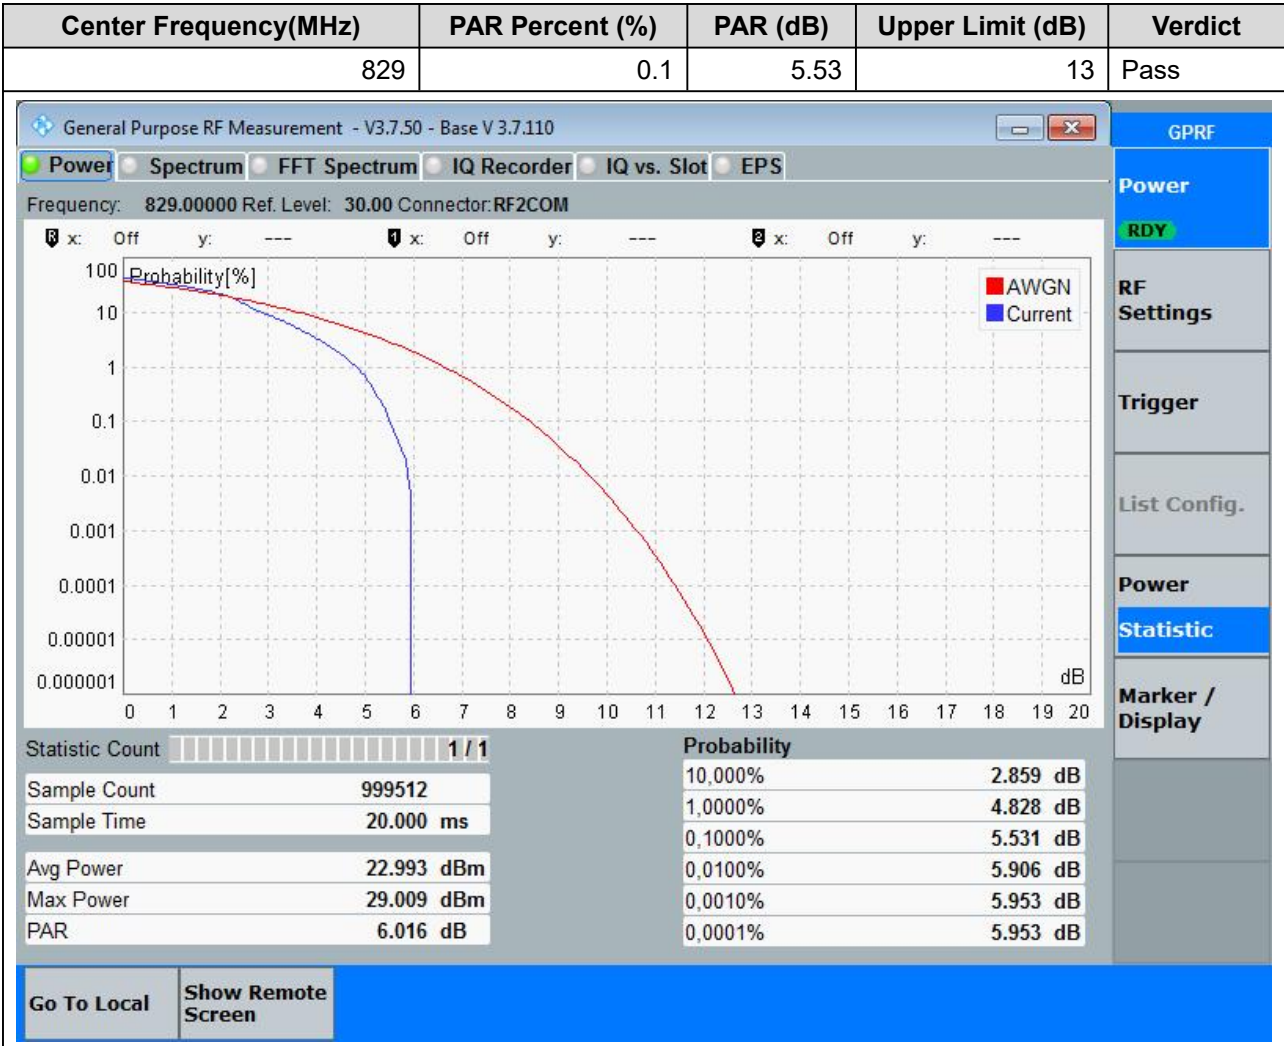 Center Frequency(MHz) PAR Percent (%) PAR (dB) Upper Limit (dB) Verdict
829 0.1 5.53 13 Pass
General Purpose RF Measurement - V3.7.50 - Base V 3.7.110
GPRF
Power Spectrum FFT Spectrum IQ Recorder IQ vs. Slot EPS
Frequency: 829.00000 Ref. Level: 30.00 Connector:RF2COM
R x: Off y: --- 1 x: Off y: --- 2 x: Off y: ---
Probability[%]
100
10
1
0.1
0.01
0.001
0.0001
0.00001
0.000001
AWGN
Current
dB
0 1 2 3 4 5 6 7 8 9 10 11 12 13 14 15 16 17 18 19 20
Statistic Count 1 / 1
Sample Count 999512
Sample Time 20.000 ms
Avg Power 22.993 dBm
Max Power 29.009 dBm
PAR 6.016 dB
Probability
10,000% 2.859 dB
1,0000% 4.828 dB
0,1000% 5.531 dB
0,0100% 5.906 dB
0,0010% 5.953 dB
0,0001% 5.953 dB
Power
RDY
RF
Settings
Trigger
List Config.
Power
Statistic
Marker /
Display
Go To Local
Show Remote
Screen